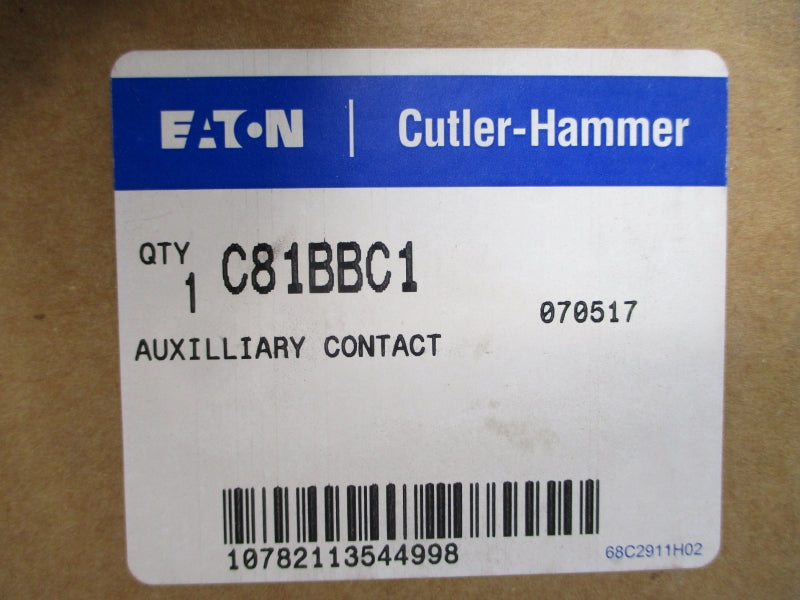 EATON | Cutler-Hammer
QTY C81BBC1
1
070517
AUXILLIARY CONTACT
10782113544998
68C2911H02